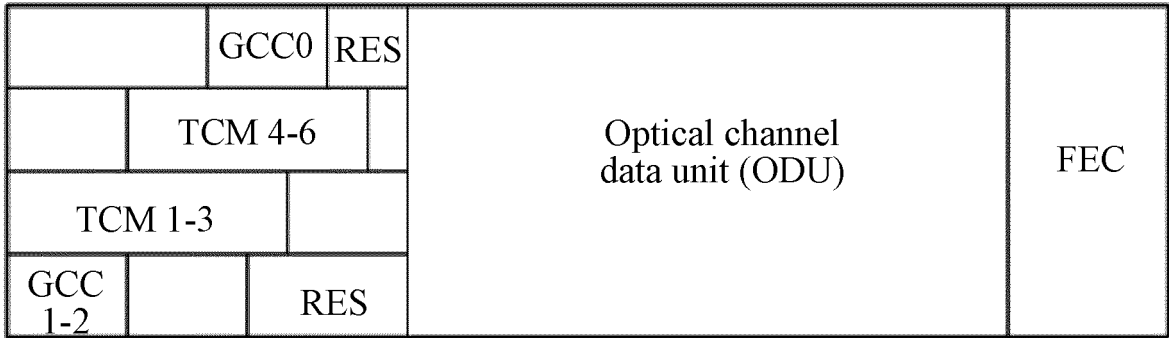 GCC0
RES
TCM 4-6
TCM 1-3
GCC
1-2
RES
Optical channel
data unit (ODU)
FEC